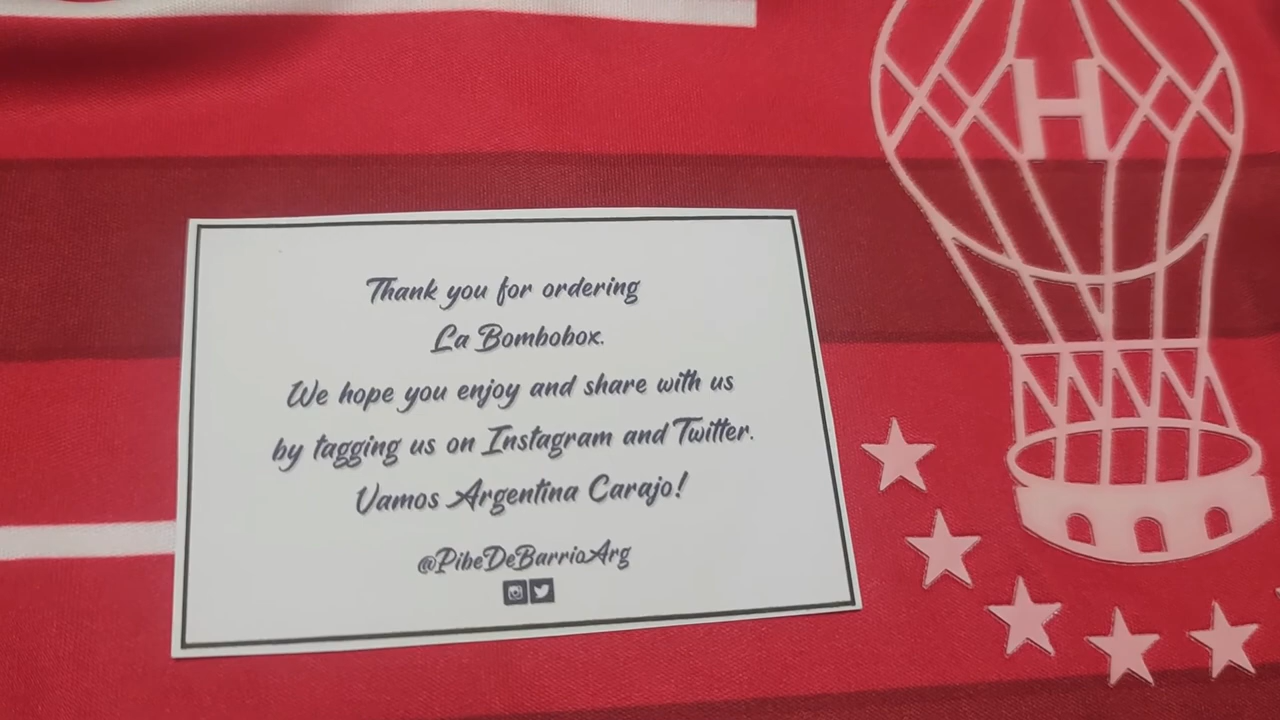 Thank you for ordering
La Bombobox.
We hope you enjoy and share with us
by tagging us on Instagram and Twitter.
Vamos Argentina Carajo!
@PibeDeBarrioArg
H